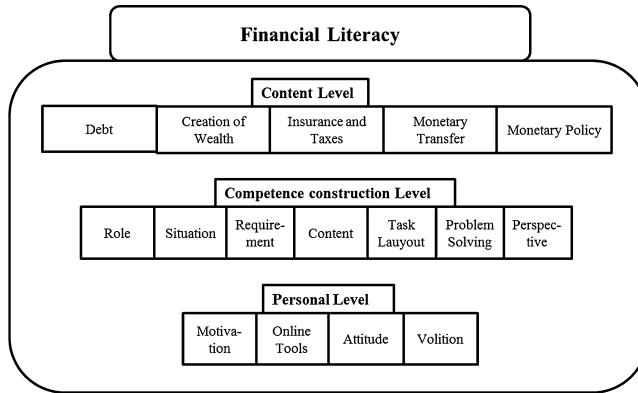 Financial Literacy
Content Level
Debt
Creation of
Wealth
Insurance and
Taxes
Monetary
Transfer
Monetary Policy
Competence construction Level
Role
Situation
Require-
ment
Content
Task
Lauyout
Problem
Solving
Perspec-
tive
Personal Level
Motiva-
tion
Online
Tools
Attitude
Volition